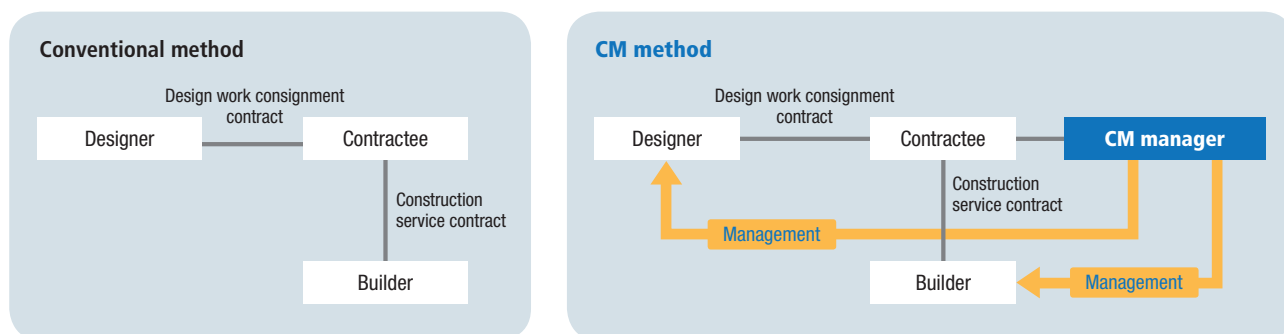 Conventional method
Design work consignment
contract
Designer
Contractee
Construction
service contract
Builder
CM method
Design work consignment
contract
Designer
Contractee
CM manager
Construction
service contract
Management
Builder
Management